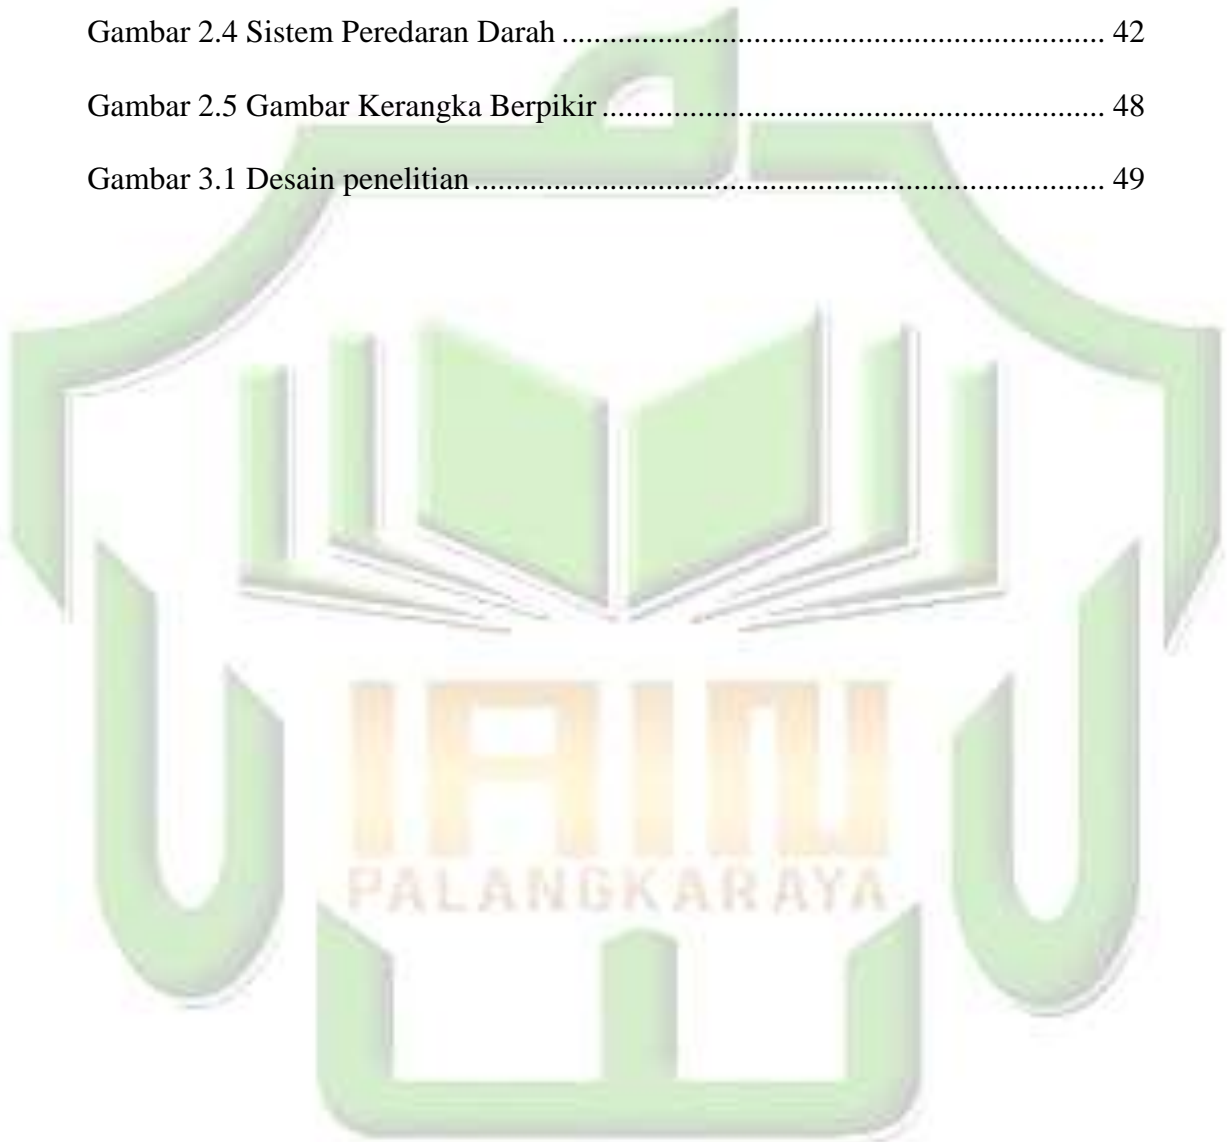 Gambar 2.4 Sistem Peredaran Darah .................................................................... 42
Gambar 2.5 Gambar Kerangka Berpikir ............................................................... 48
Gambar 3.1 Desain penelitian ............................................................................... 49
IAIN
PALANGKARAYA